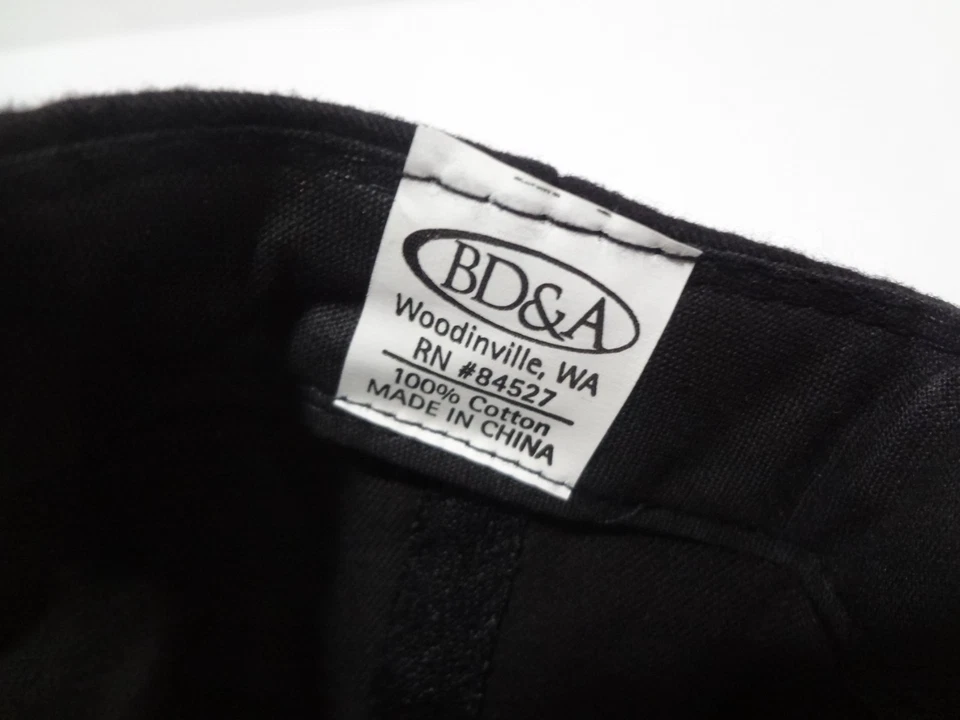 BD&A
Woodinville, WA
RN #84527
100% Cotton
MADE IN CHINA